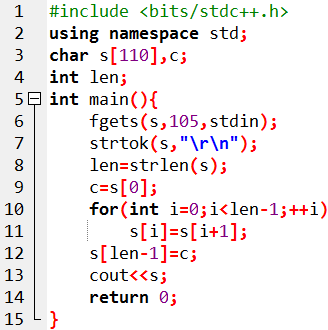 1 #include <bits/stdc++.h>
2 using namespace std;
3 char s[110],c;
4 int len;
5 int main(){
6     fgets(s,105,stdin);
7     strtok(s,"\r\n");
8     len=strlen(s);
9     c=s[0];
10     for(int i=0;i<len-1;++i)
11         s[i]=s[i+1];
12     s[len-1]=c;
13     cout<<s;
14     return 0;
15 }